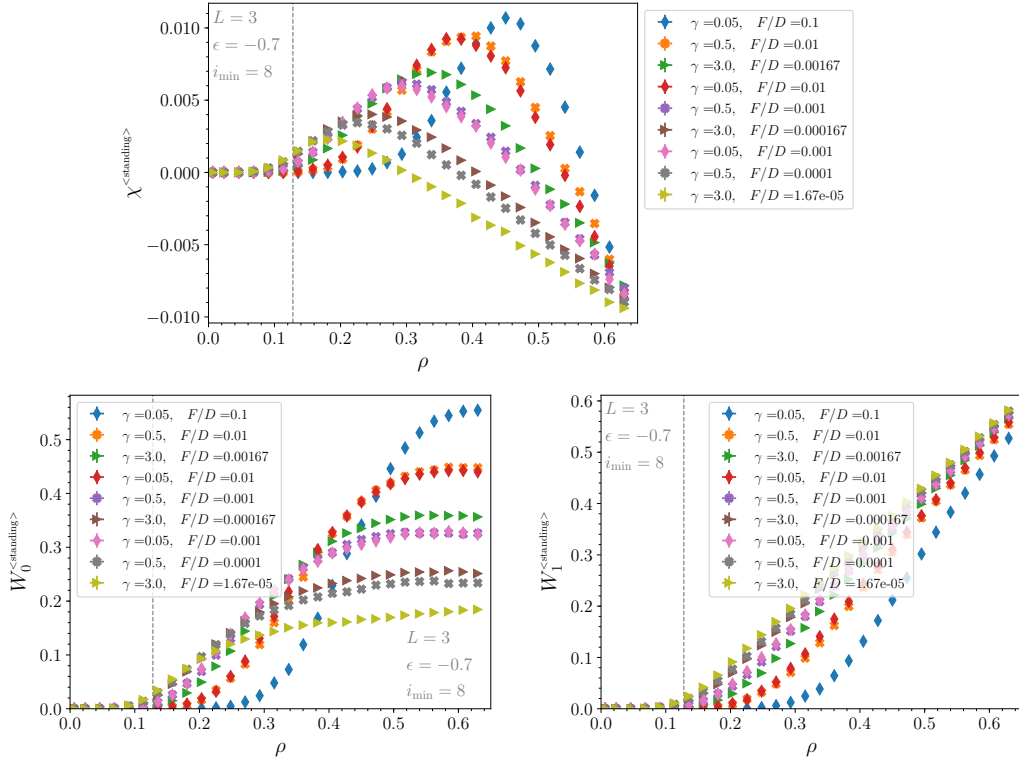 L = 3
ϵ = −0.7
i_min = 8
0.010
0.005
0.000
−0.005
−0.010
χ^<standing>
0.0 0.1 0.2 0.3 0.4 0.5 0.6
ρ
γ =0.05, F/D =0.1
γ =0.5, F/D =0.01
γ =3.0, F/D =0.00167
γ =0.05, F/D =0.01
γ =0.5, F/D =0.001
γ =3.0, F/D =0.000167
γ =0.05, F/D =0.001
γ =0.5, F/D =0.0001
γ =3.0, F/D =1.67e-05
0.5
0.4
0.3
0.2
0.1
0.0
W_0^<standing>
γ =0.05, F/D =0.1
γ =0.5, F/D =0.01
γ =3.0, F/D =0.00167
γ =0.05, F/D =0.01
γ =0.5, F/D =0.001
γ =3.0, F/D =0.000167
γ =0.05, F/D =0.001
γ =0.5, F/D =0.0001
γ =3.0, F/D =1.67e-05
L = 3
ϵ = −0.7
i_min = 8
0.0 0.1 0.2 0.3 0.4 0.5 0.6
ρ
0.6
0.5
0.4
0.3
0.2
0.1
0.0
W_1^<standing>
L = 3
ϵ = −0.7
i_min = 8
γ =0.05, F/D =0.1
γ =0.5, F/D =0.01
γ =3.0, F/D =0.00167
γ =0.05, F/D =0.01
γ =0.5, F/D =0.001
γ =3.0, F/D =0.000167
γ =0.05, F/D =0.001
γ =0.5, F/D =0.0001
γ =3.0, F/D =1.67e-05
0.0 0.1 0.2 0.3 0.4 0.5 0.6
ρ